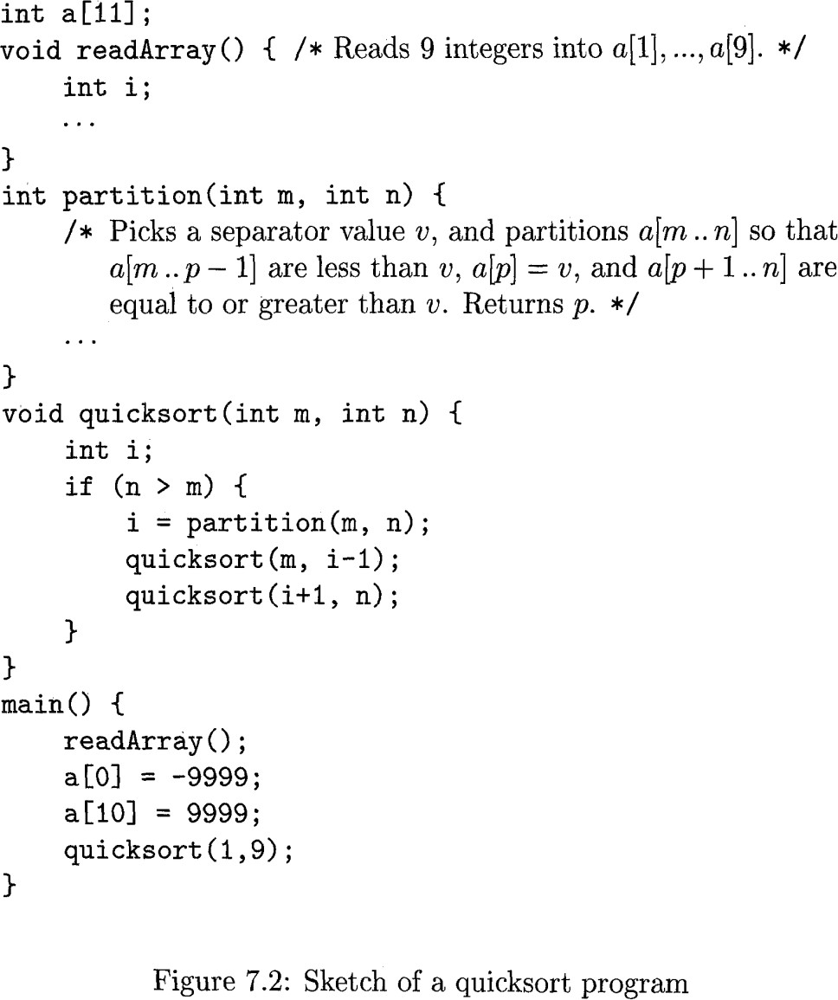 int a[11];
void readArray() { /* Reads 9 integers into a[1], ..., a[9]. */
    int i;
    ...
}
int partition(int m, int n) {
    /* Picks a separator value v, and partitions a[m .. n] so that
       a[m .. p − 1] are less than v, a[p] = v, and a[p + 1 .. n] are
       equal to or greater than v. Returns p. */
    ...
}
void quicksort(int m, int n) {
    int i;
    if (n > m) {
        i = partition(m, n);
        quicksort(m, i-1);
        quicksort(i+1, n);
    }
}
main() {
    readArray();
    a[0] = -9999;
    a[10] = 9999;
    quicksort(1,9);
}
Figure 7.2: Sketch of a quicksort program